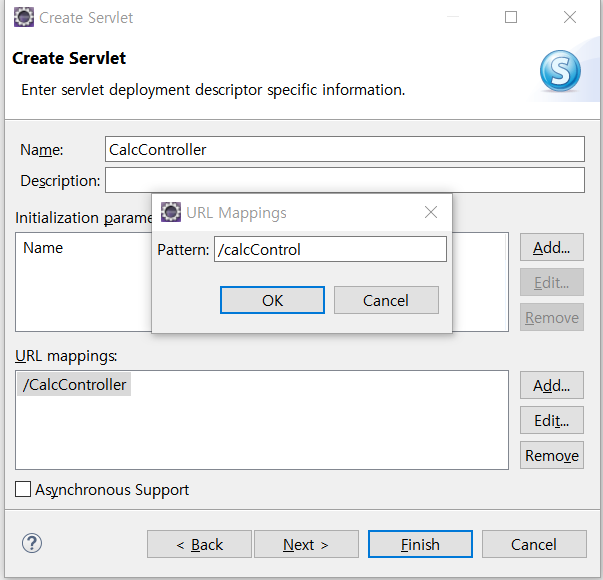 Create Servlet
Create Servlet
Enter servlet deployment descriptor specific information.
Name: CalcController
Description:
URL Mappings
Pattern: /calcControl
OK Cancel
Initialization parame
Name
Add...
Edit...
Remove
URL mappings:
/CalcController
Add...
Edit...
Remove
Asynchronous Support
? < Back Next > Finish Cancel